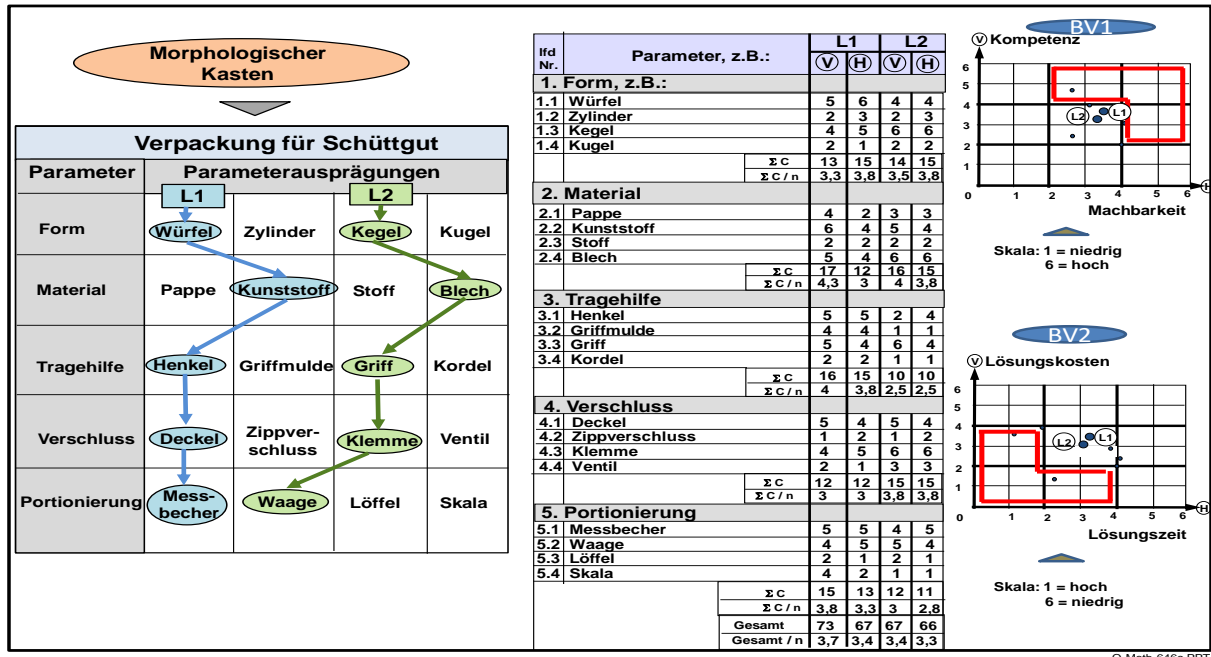 Morphologischer
Kasten
Verpackung für Schüttgut
Parameter Parameterausprägungen
L1 L2
Form Würfel Zylinder Kegel Kugel
Material Pappe Kunststoff Stoff Blech
Tragehilfe Henkel Griffmulde Griff Kordel
Verschluss Deckel Zippver-
schluss Klemme Ventil
Portionierung Mess-
becher Waage Löffel Skala
lfd
Nr. Parameter, z.B.: L1 L2
V H V H
1. Form, z.B.:
1.1 Würfel 5 6 4 4
1.2 Zylinder 2 3 2 3
1.3 Kegel 4 5 6 6
1.4 Kugel 2 1 2 2
Σ C 13 15 14 15
Σ C / n 3,3 3,8 3,5 3,8
2. Material
2.1 Pappe 4 2 3 3
2.2 Kunststoff 6 4 5 4
2.3 Stoff 2 2 2 2
2.4 Blech 5 4 6 6
Σ C 17 12 16 15
Σ C / n 4,3 3 4 3,8
3. Tragehilfe
3.1 Henkel 5 5 2 4
3.2 Griffmulde 4 4 1 1
3.3 Griff 5 4 6 4
3.4 Kordel 2 2 1 1
Σ C 16 15 10 10
Σ C / n 4 3,8 2,5 2,5
4. Verschluss
4.1 Deckel 5 4 5 4
4.2 Zippverschluss 1 2 1 2
4.3 Klemme 4 5 6 6
4.4 Ventil 2 1 3 3
Σ C 12 12 15 15
Σ C / n 3 3 3,8 3,8
5. Portionierung
5.1 Messbecher 5 5 4 5
5.2 Waage 4 5 5 4
5.3 Löffel 2 1 2 1
5.4 Skala 4 2 1 1
Σ C 15 13 12 11
Σ C / n 3,8 3,3 3 2,8
Gesamt 73 67 67 66
Gesamt / n 3,7 3,4 3,4 3,3
BV1
V Kompetenz
6
5
4
3
2
1
L2 L1
0 1 2 3 4 5 6 H
Machbarkeit
Skala: 1 = niedrig
6 = hoch
BV2
V Lösungskosten
6
5
4
3
2
1
L2 L1
0 1 2 3 4 5 6 H
Lösungszeit
Skala: 1 = hoch
6 = niedrig